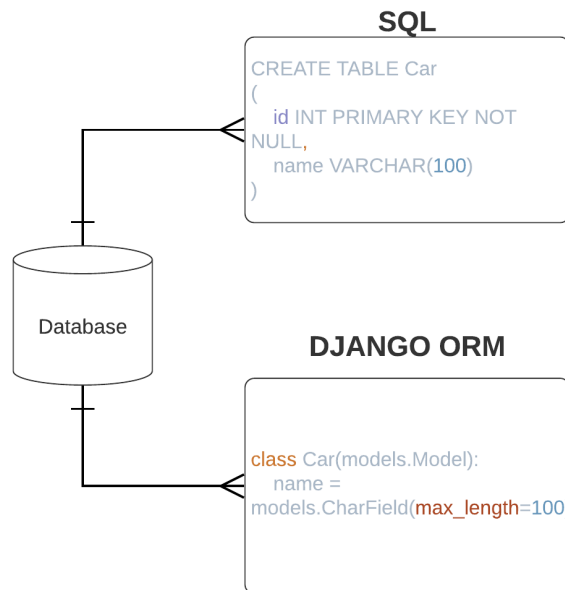 SQL
CREATE TABLE Car
(
id INT PRIMARY KEY NOT
NULL,
name VARCHAR(100)
)
Database
DJANGO ORM
class Car(models.Model):
name =
models.CharField(max_length=100